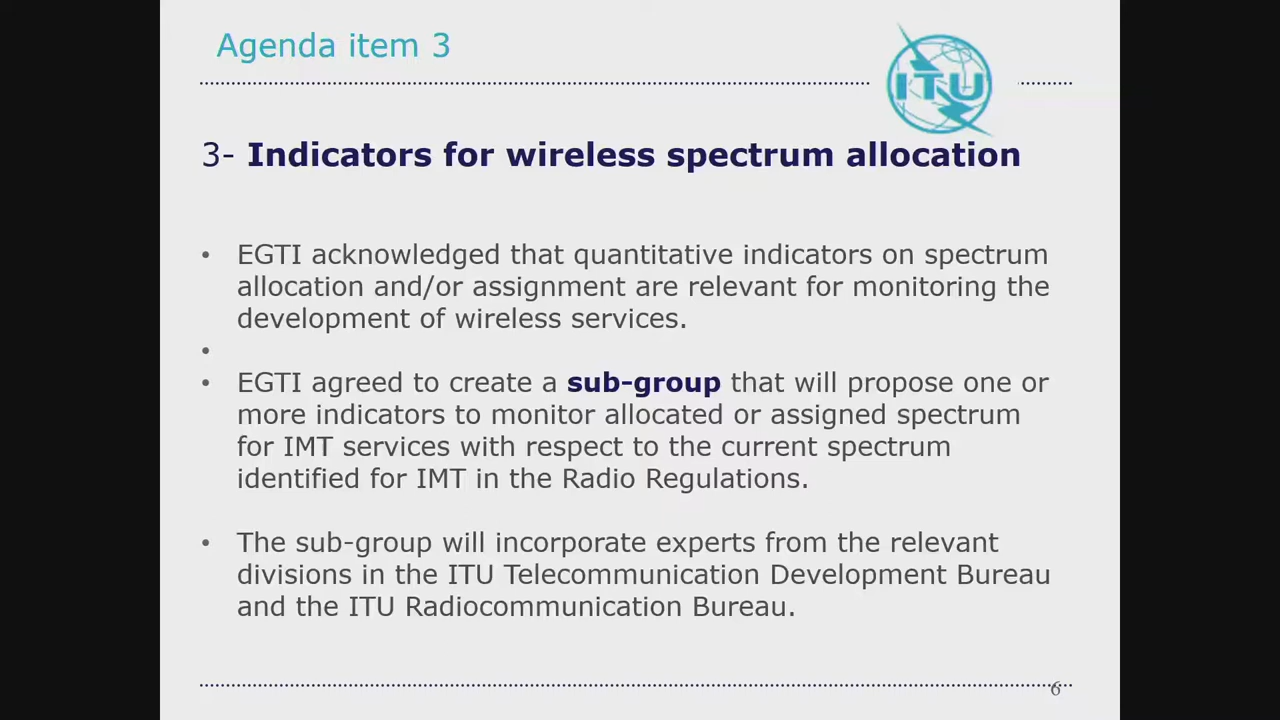 Agenda item 3
ITU
3- Indicators for wireless spectrum allocation
• EGTI acknowledged that quantitative indicators on spectrum
allocation and/or assignment are relevant for monitoring the
development of wireless services.
•
• EGTI agreed to create a sub-group that will propose one or
more indicators to monitor allocated or assigned spectrum
for IMT services with respect to the current spectrum
identified for IMT in the Radio Regulations.
• The sub-group will incorporate experts from the relevant
divisions in the ITU Telecommunication Development Bureau
and the ITU Radiocommunication Bureau.
6